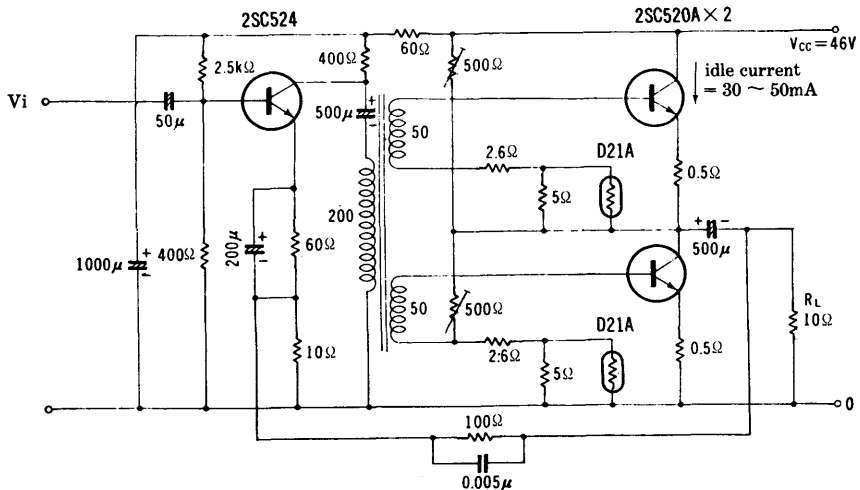 2SC524
2SC520A×2
60Ω
VCC=46V
400Ω
2.5kΩ
500Ω
idle current
= 30 ~ 50mA
Vi
50μ
500μ
50
2.6Ω
D21A
0.5Ω
5Ω
200
1000μ
400Ω
200μ
60Ω
500μ
50
500Ω
RL
10Ω
D21A
10Ω
2:6Ω
5Ω
0.5Ω
0
100Ω
0.005μ